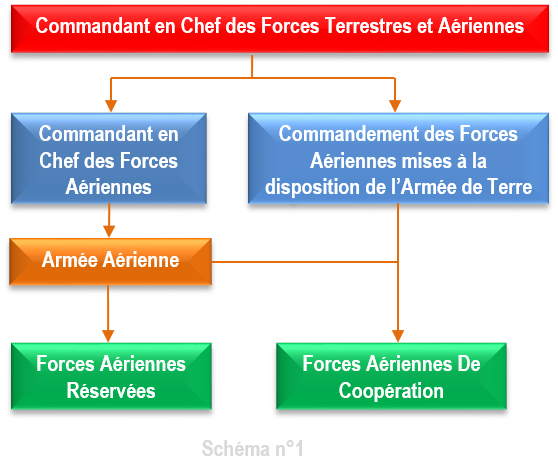 Commandant en Chef des Forces Terrestres et Aériennes
Commandant en
Chef des Forces
Aériennes
Commandement des Forces
Aériennes mises à la
disposition de l'Armée de Terre
Armée Aérienne
Forces Aériennes
Réservées
Forces Aériennes De
Coopération
Schéma n°1